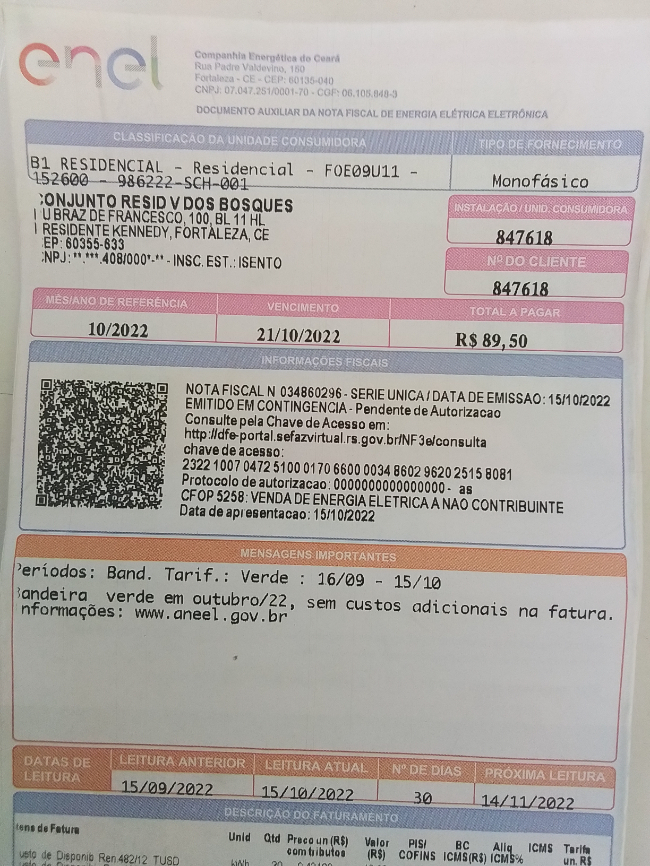 enel
Companhia Energética do Ceará
Rua Padre Valdevino, 150
Fortaleza - CE - CEP: 60135-040
CNPJ: 07.047.251/0001-70 - CGF: 06.105.848-3
DOCUMENTO AUXILIAR DA NOTA FISCAL DE ENERGIA ELÉTRICA ELETRÔNICA
CLASSIFICAÇÃO DA UNIDADE CONSUMIDORA
TIPO DE FORNECIMENTO
B1 RESIDENCIAL - Residencial - FOE09U11 -
152600 - 986222-SCH-001
Monofásico
CONJUNTO RESID V DOS BOSQUES
U BRAZ DE FRANCESCO, 100, BL 11 HL
RESIDENTE KENNEDY, FORTALEZA, CE
EP: 60355-633
NPJ: **.***.408/000*-** - INSC. EST.: ISENTO
INSTALAÇÃO / UNID. CONSUMIDORA
847618
Nº DO CLIENTE
847618
MÊS/ANO DE REFERÊNCIA
VENCIMENTO
TOTAL A PAGAR
10/2022
21/10/2022
R$ 89,50
INFORMAÇÕES FISCAIS
NOTA FISCAL N 034860296 - SERIE UNICA / DATA DE EMISSAO: 15/10/2022
EMITIDO EM CONTINGENCIA - Pendente de Autorizacao
Consulte pela Chave de Acesso em:
http://dfe-portal.sefazvirtual.rs.gov.br/NF3e/consulta
chave de acesso:
2322 1007 0472 5100 0170 6600 0034 8602 9620 2515 8081
Protocolo de autorizacao: 0000000000000000 - as
CFOP 5258: VENDA DE ENERGIA ELETRICA A NAO CONTRIBUINTE
Data de apresentacao: 15/10/2022
MENSAGENS IMPORTANTES
Períodos: Band. Tarif.: Verde : 16/09 - 15/10
Bandeira verde em outubro/22, sem custos adicionais na fatura.
nformações: www.aneel.gov.br
DATAS DE LEITURA
LEITURA ANTERIOR
LEITURA ATUAL
Nº DE DIAS
PRÓXIMA LEITURA
15/09/2022
15/10/2022
30
14/11/2022
DESCRIÇÃO DO FATURAMENTO
tens de Fatura
Unid
Qtd
Preco un (R$) com tributos
Valor (R$)
PIS/ COFINS
BC ICMS(R$)
Aliq ICMS%
ICMS
Tarifa un. R$
usto de Disponib Ren.482/12 TUSD
kWh